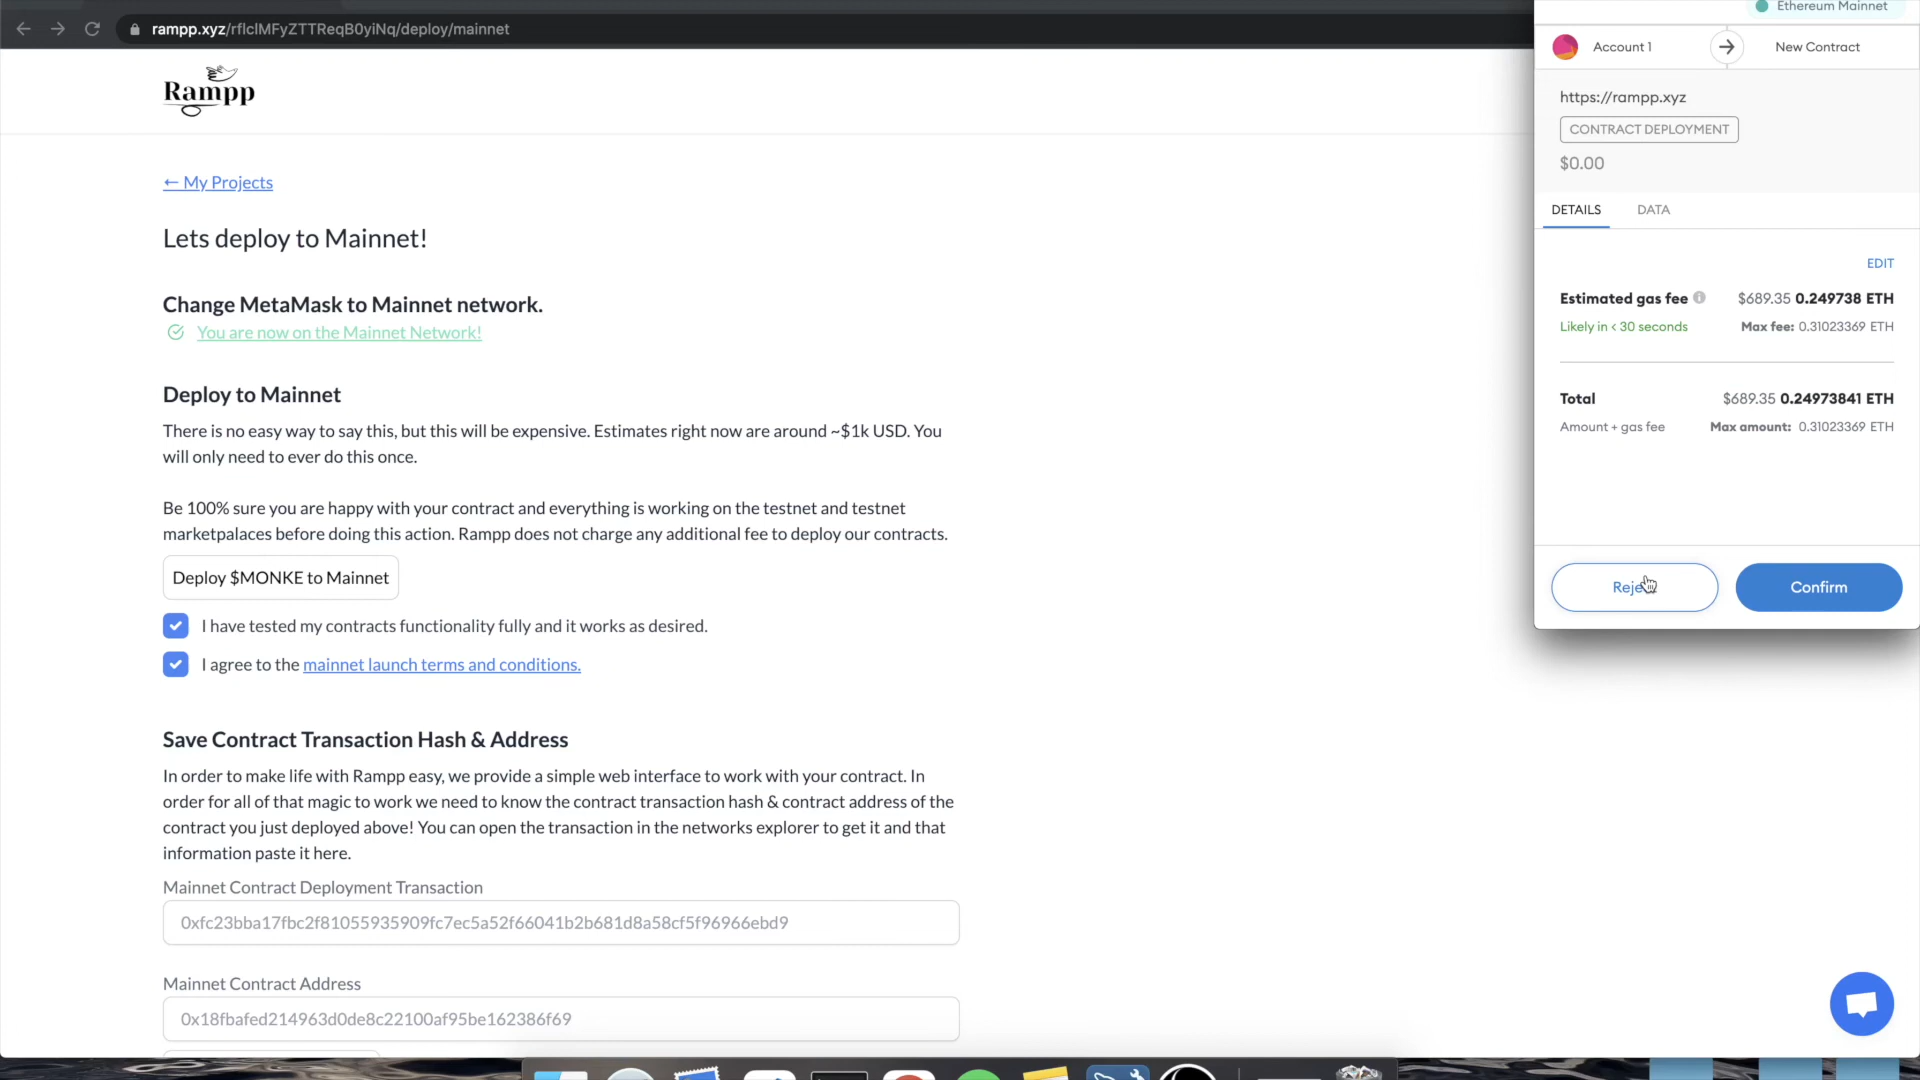 rampp.xyz/rflclMFyZTTReqB0yiNq/deploy/mainnet
Rampp
← My Projects
Lets deploy to Mainnet!
Change MetaMask to Mainnet network.
You are now on the Mainnet Network!
Deploy to Mainnet
There is no easy way to say this, but this will be expensive. Estimates right now are around ~$1k USD. You
will only need to ever do this once.
Be 100% sure you are happy with your contract and everything is working on the testnet and testnet
marketpalaces before doing this action. Rampp does not charge any additional fee to deploy our contracts.
Deploy $MONKE to Mainnet
I have tested my contracts functionality fully and it works as desired.
I agree to the mainnet launch terms and conditions.
Save Contract Transaction Hash & Address
In order to make life with Rampp easy, we provide a simple web interface to work with your contract. In
order for all of that magic to work we need to know the contract transaction hash & contract address of the
contract you just deployed above! You can open the transaction in the networks explorer to get it and that
information paste it here.
Mainnet Contract Deployment Transaction
0xfc23bba17fbc2f81055935909fc7ec5a52f66041b2b681d8a58cf5f96966ebd9
Mainnet Contract Address
0x18fbafed214963d0de8c22100af95be162386f69
Ethereum Mainnet
Account 1 New Contract
https://rampp.xyz
CONTRACT DEPLOYMENT
$0.00
DETAILS DATA
EDIT
Estimated gas fee $689.35 0.249738 ETH
Likely in < 30 seconds Max fee: 0.31023369 ETH
Total $689.35 0.24973841 ETH
Amount + gas fee Max amount: 0.31023369 ETH
Reje Confirm